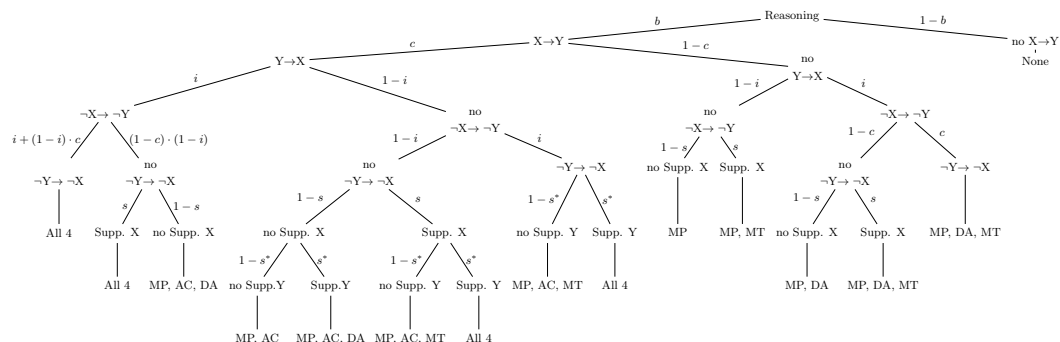 Reasoning
b
1 − b
X→Y
no X→Y
None
c
1 − c
Y→X
no
Y→X
i
1 − i
1 − i
i
¬X→ ¬Y
no
¬X→ ¬Y
no
¬X→ ¬Y
¬X→ ¬Y
i + (1 − i) · c
(1 − c) · (1 − i)
1 − i
i
1 − s
s
1 − c
c
¬Y→ ¬X
no
¬Y→ ¬X
no
¬Y→ ¬X
¬Y→ ¬X
no Supp. X
Supp. X
no
¬Y→ ¬X
¬Y→ ¬X
s
1 − s
1 − s
s
1 − s*
s*
1 − s
s
All 4
Supp. X
no Supp. X
no Supp. X
Supp. X
no Supp. Y
Supp. Y
MP
MP, MT
no Supp. X
Supp. X
MP, DA, MT
1 − s*
s*
1 − s*
s*
All 4
MP, AC, DA
no Supp.Y
Supp.Y
no Supp. Y
Supp. Y
MP, AC, MT
All 4
MP, DA
MP, DA, MT
MP, AC
MP, AC, DA
MP, AC, MT
All 4